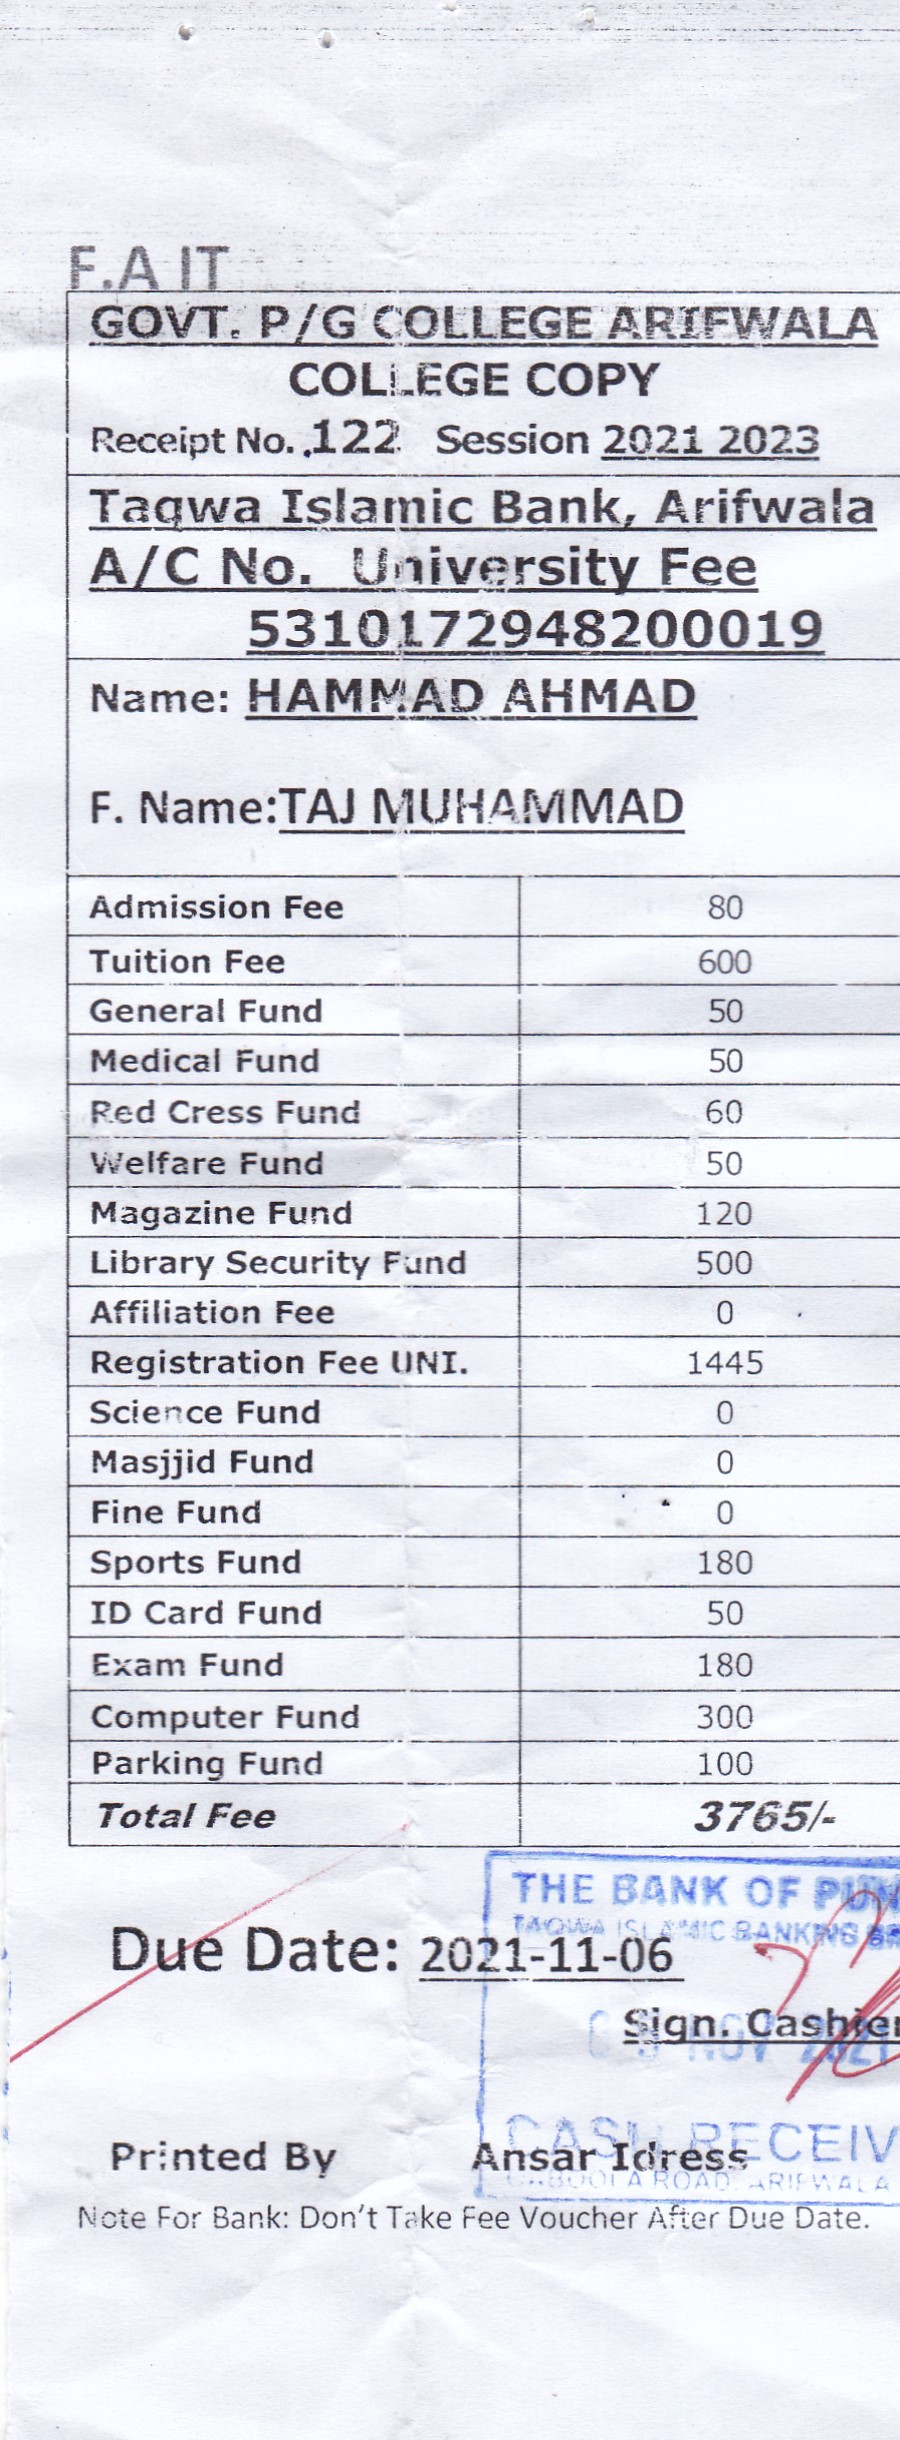 F.A IT
GOVT. P/G COLLEGE ARIFWALA
COLLEGE COPY
Receipt No. .122 Session 2021 2023
Taqwa Islamic Bank, Arifwala
A/C No. University Fee
5310172948200019
Name: HAMMAD AHMAD
F. Name:TAJ MUHAMMAD
Admission Fee 80
Tuition Fee 600
General Fund 50
Medical Fund 50
Red Cress Fund 60
Welfare Fund 50
Magazine Fund 120
Library Security Fund 500
Affiliation Fee 0
Registration Fee UNI. 1445
Science Fund 0
Masjjid Fund 0
Fine Fund 0
Sports Fund 180
ID Card Fund 50
Exam Fund 180
Computer Fund 300
Parking Fund 100
Total Fee 3765/-
THE BANK OF PUN
TAQWA ISLAMIC BANKING BR
Due Date: 2021-11-06
Sign. Cashier
NOV 2021
CASH RECEIV
Printed By Ansar Idress
ROAD, ARIFWALA
Note For Bank: Don't Take Fee Voucher After Due Date.